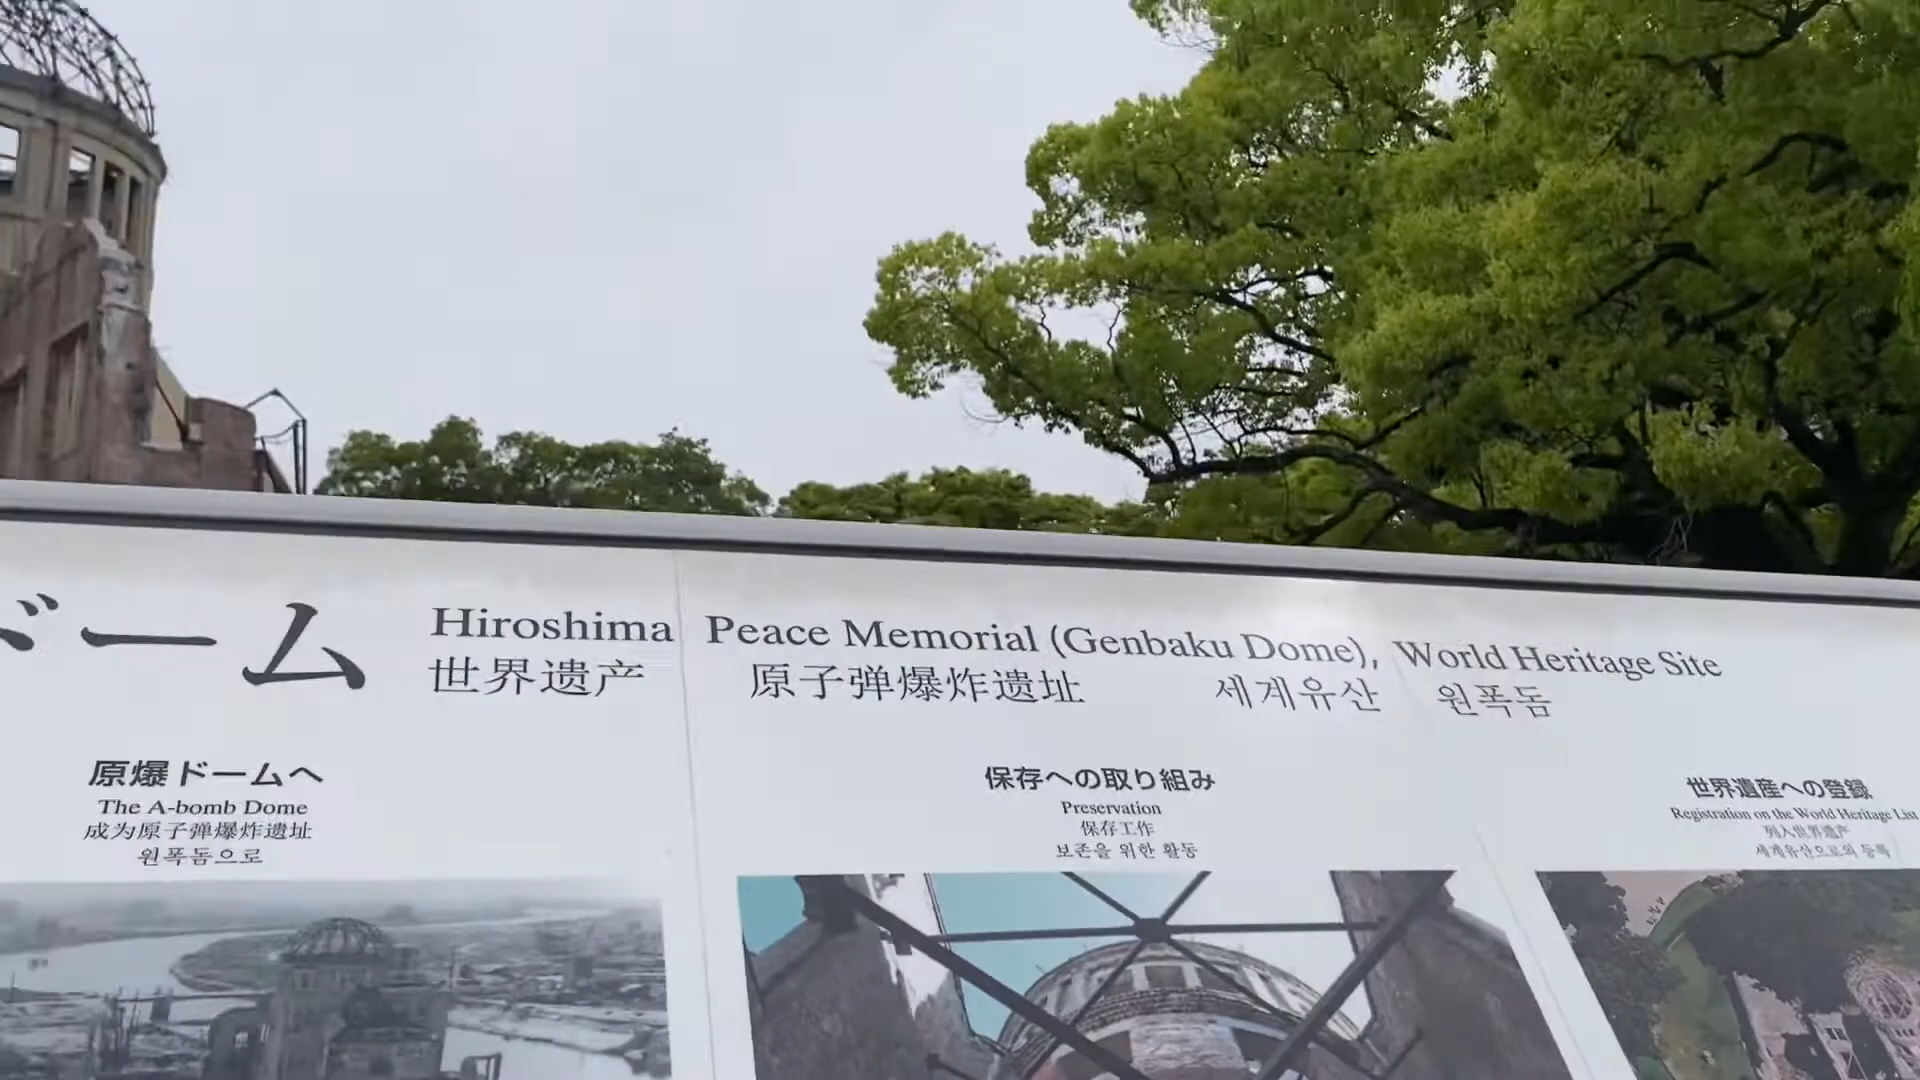 ドーム
Hiroshima Peace Memorial (Genbaku Dome), World Heritage Site
世界遗产 原子弹爆炸遗址 세계유산 원폭돔
原爆ドームへ
The A-bomb Dome
成为原子弹爆炸遗址
원폭돔으로
保存への取り組み
Preservation
保存工作
보존을 위한 활동
世界遺産への登録
Registration on the World Heritage List
列入世界遗产
세계유산으로의 등록